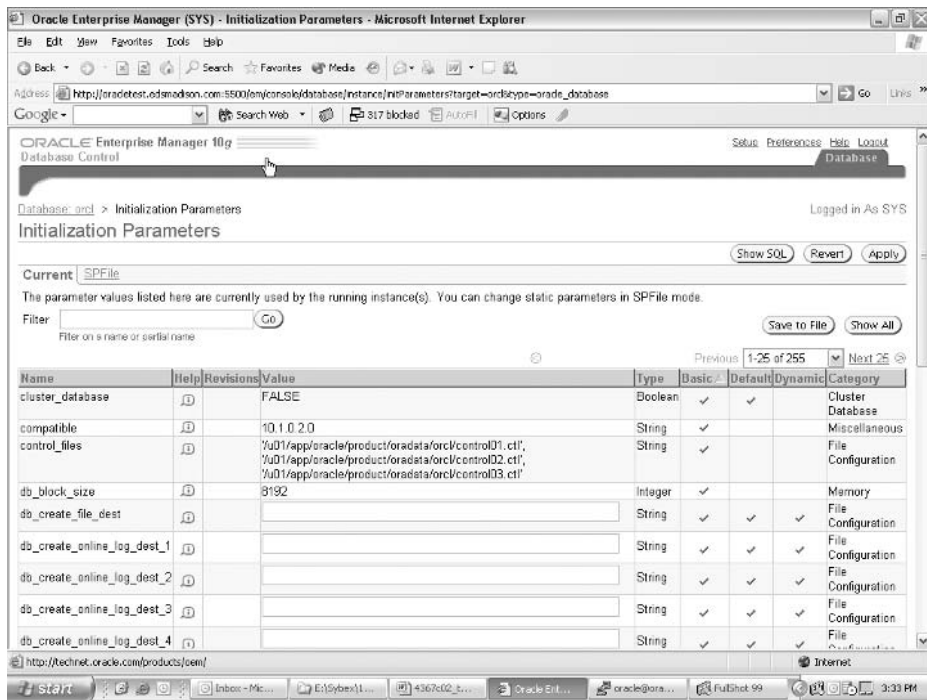 Oracle Enterprise Manager (SYS) - Initialization Parameters - Microsoft Internet Explorer
File Edit View Favorites Tools Help
Back Search Favorites Media
Address http://oradetest.edsmadison.com:5500/em/console/database/instance/initParameters?target=orcl&type=oracle_database Go Links »
Google Search Web 317 blocked AutoFill Options
ORACLE Enterprise Manager 10g Setup Preferences Help Logout
Database Control Database
Database: orcl > Initialization Parameters Logged in As SYS
Initialization Parameters
Show SQL Revert Apply
Current SPFile
The parameter values listed here are currently used by the running instance(s). You can change static parameters in SPFile mode.
Filter Go Save to File Show All
Filter on a name or partial name
Previous 1-25 of 255 Next 25
Name Help Revisions Value Type Basic Default Dynamic Category
cluster_database FALSE Boolean Cluster Database
compatible 10.1.0.2.0 String Miscellaneous
control_files '/u01/app/oracle/product/oradata/orcl/control01.ctl', String File Configuration
'/u01/app/oracle/product/oradata/orcl/control02.ctl',
'/u01/app/oracle/product/oradata/orcl/control03.ctl'
db_block_size 8192 Integer Memory
db_create_file_dest String File Configuration
db_create_online_log_dest_1 String File Configuration
db_create_online_log_dest_2 String File Configuration
db_create_online_log_dest_3 String File Configuration
db_create_online_log_dest_4 String File
http://technet.oracle.com/products/oem/ Internet
start Inbox - Mic... E:\Sybex\1... 4367c02_t... Oracle Ent... oracle@ora... FullShot 99 3:33 PM